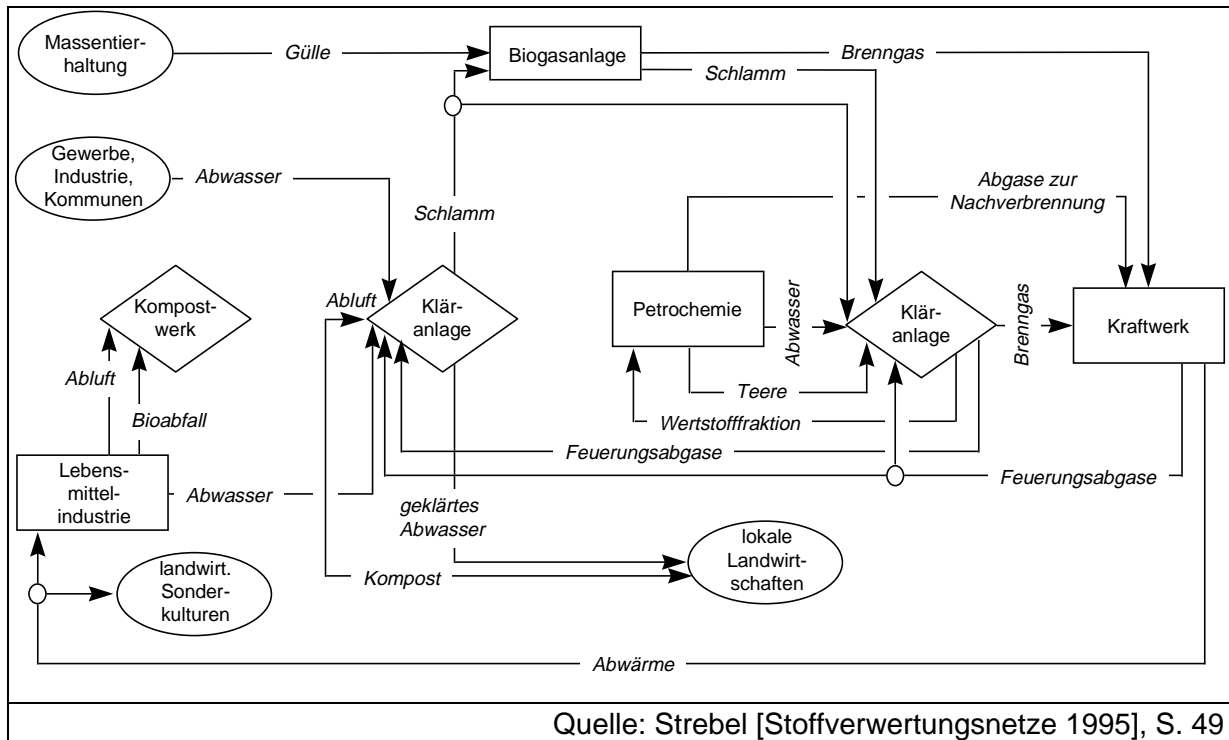 Massentier-
haltung
Gülle
Biogasanlage
Brenngas
Schlamm
Gewerbe,
Industrie,
Kommunen
Abwasser
Schlamm
Abgase zur
Nachverbrennung
Kompost-
werk
Abluft
Klär-
anlage
Petrochemie
Abwasser
Klär-
anlage
Brenngas
Kraftwerk
Abluft
Bioabfall
Teere
Wertstofffraktion
Feuerungsabgase
Feuerungsabgase
Lebens-
mittel-
industrie
Abwasser
geklärtes
Abwasser
lokale
Landwirt-
schaften
Kompost
landwirt.
Sonder-
kulturen
Abwärme
Quelle: Strebel [Stoffverwertungsnetze 1995], S. 49